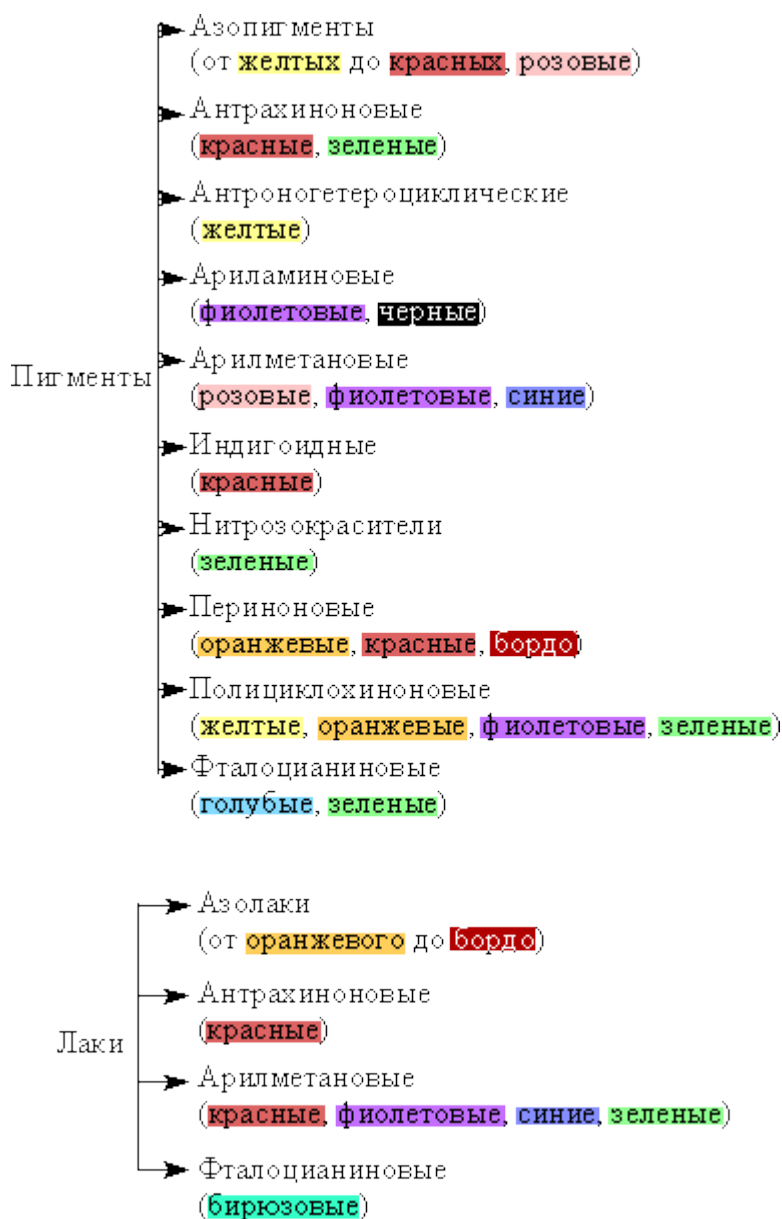 Азопигменты
(от желтых до красных, розовые)
Антрахиноновые
(красные, зеленые)
Антроногетероциклические
(желтые)
Ариламиновые
(фиолетовые, черные)
Пигменты
Арилметановые
(розовые, фиолетовые, синие)
Индигоидные
(красные)
Нитрозокрасители
(зеленые)
Периноновые
(оранжевые, красные, бордо)
Полициклохиноновые
(желтые, оранжевые, фиолетовые, зеленые)
Фталоцианиновые
(голубые, зеленые)
Азолаки
(от оранжевого до бордо)
Антрахиноновые
(красные)
Лаки
Арилметановые
(красные, фиолетовые, синие, зеленые)
Фталоцианиновые
(бирюзовые)